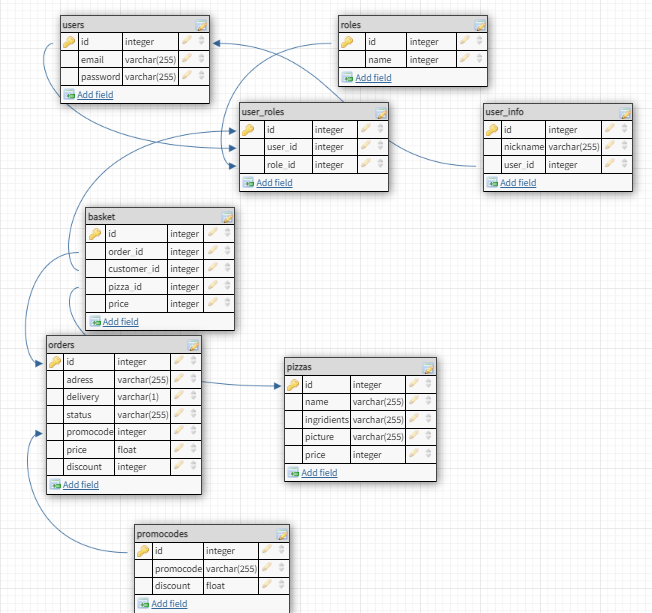 users
id integer
email varchar(255)
password varchar(255)
Add field
roles
id integer
name integer
Add field
user_roles
id integer
user_id integer
role_id integer
Add field
user_info
id integer
nickname varchar(255)
user_id integer
Add field
basket
id integer
order_id integer
customer_id integer
pizza_id integer
price integer
Add field
orders
id integer
adress varchar(255)
delivery varchar(1)
status varchar(255)
promocode integer
price float
discount integer
Add field
pizzas
id integer
name varchar(255)
ingridients varchar(255)
picture varchar(255)
price integer
Add field
promocodes
id integer
promocode varchar(255)
discount float
Add field